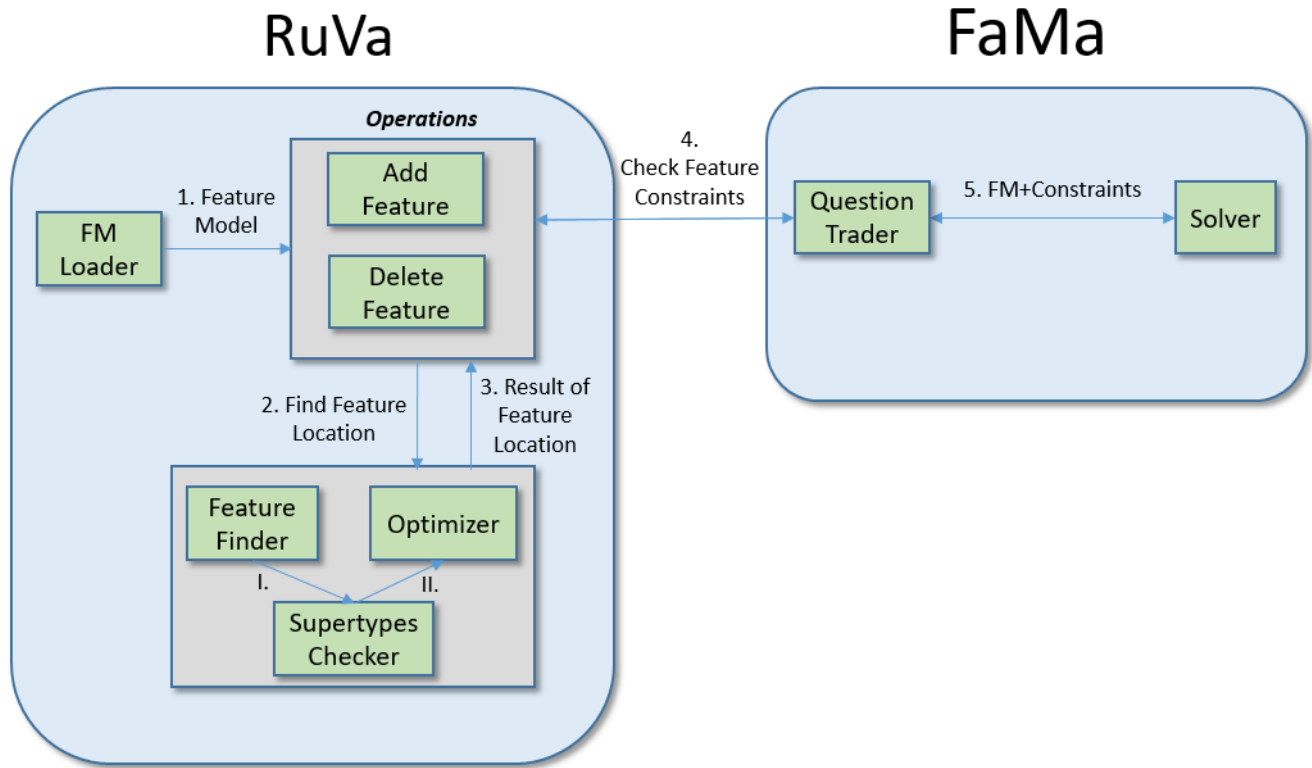 RuVa
FaMa
Operations
Add
Feature
Delete
Feature
1. Feature
Model
FM
Loader
4.
Check Feature
Constraints
Question
Trader
5. FM+Constraints
Solver
2. Find Feature
Location
3. Result of
Feature
Location
Feature
Finder
Optimizer
I.
II.
Supertypes
Checker